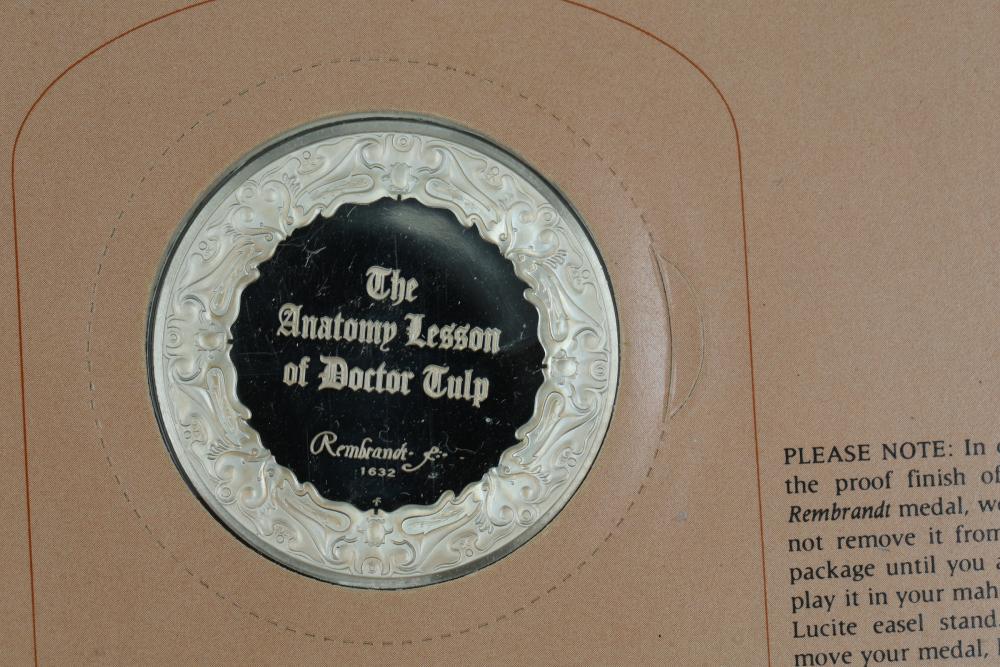 The
Anatomy Lesson
of Doctor Tulp
Rembrandt f.
1632
PLEASE NOTE: In
the proof finish of
Rembrandt medal, we
not remove it from
package until you
play it in your mah
Lucite easel stand.
move your medal,